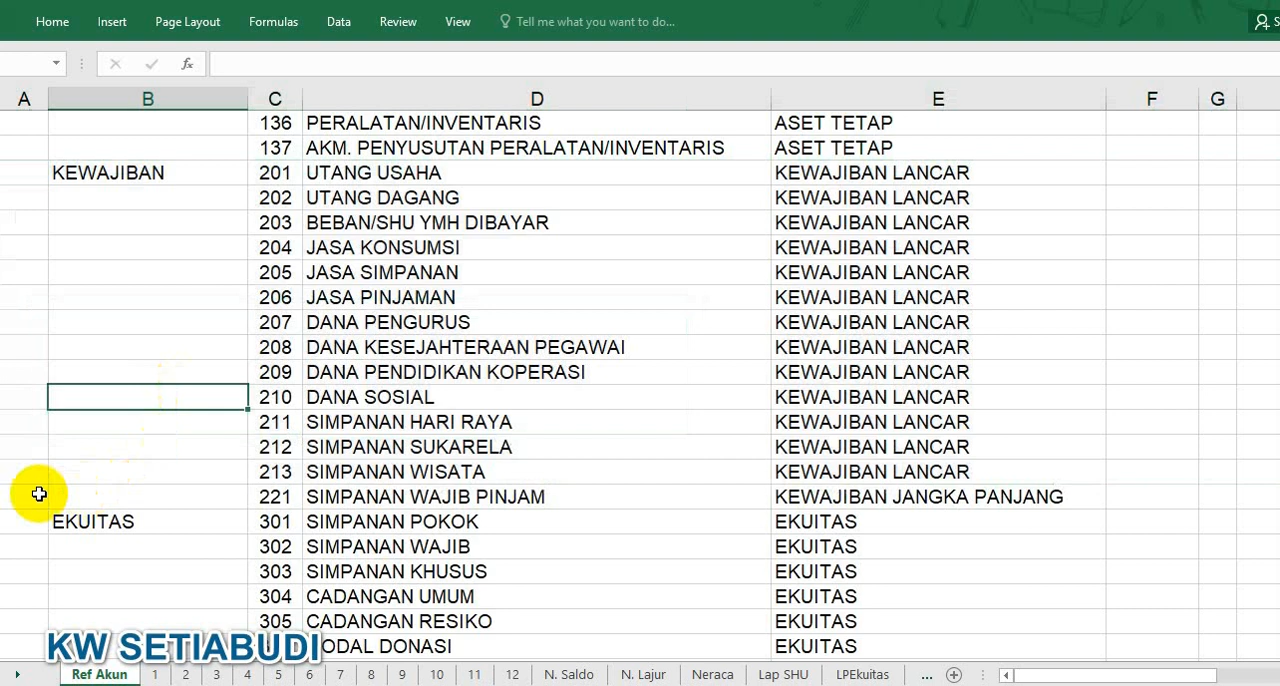 Home Insert Page Layout Formulas Data Review View Tell me what you want to do... S
fx
A B C D E F G
136 PERALATAN/INVENTARIS ASET TETAP
137 AKM. PENYUSUTAN PERALATAN/INVENTARIS ASET TETAP
KEWAJIBAN 201 UTANG USAHA KEWAJIBAN LANCAR
202 UTANG DAGANG KEWAJIBAN LANCAR
203 BEBAN/SHU YMH DIBAYAR KEWAJIBAN LANCAR
204 JASA KONSUMSI KEWAJIBAN LANCAR
205 JASA SIMPANAN KEWAJIBAN LANCAR
206 JASA PINJAMAN KEWAJIBAN LANCAR
207 DANA PENGURUS KEWAJIBAN LANCAR
208 DANA KESEJAHTERAAN PEGAWAI KEWAJIBAN LANCAR
209 DANA PENDIDIKAN KOPERASI KEWAJIBAN LANCAR
210 DANA SOSIAL KEWAJIBAN LANCAR
211 SIMPANAN HARI RAYA KEWAJIBAN LANCAR
212 SIMPANAN SUKARELA KEWAJIBAN LANCAR
213 SIMPANAN WISATA KEWAJIBAN LANCAR
221 SIMPANAN WAJIB PINJAM KEWAJIBAN JANGKA PANJANG
EKUITAS 301 SIMPANAN POKOK EKUITAS
302 SIMPANAN WAJIB EKUITAS
303 SIMPANAN KHUSUS EKUITAS
304 CADANGAN UMUM EKUITAS
305 CADANGAN RESIKO EKUITAS
ODAL DONASI EKUITAS
KW SETIABUDI
Ref Akun 1 2 3 4 5 6 7 8 9 10 11 12 N. Saldo N. Lajur Neraca Lap SHU LPEkuitas ...